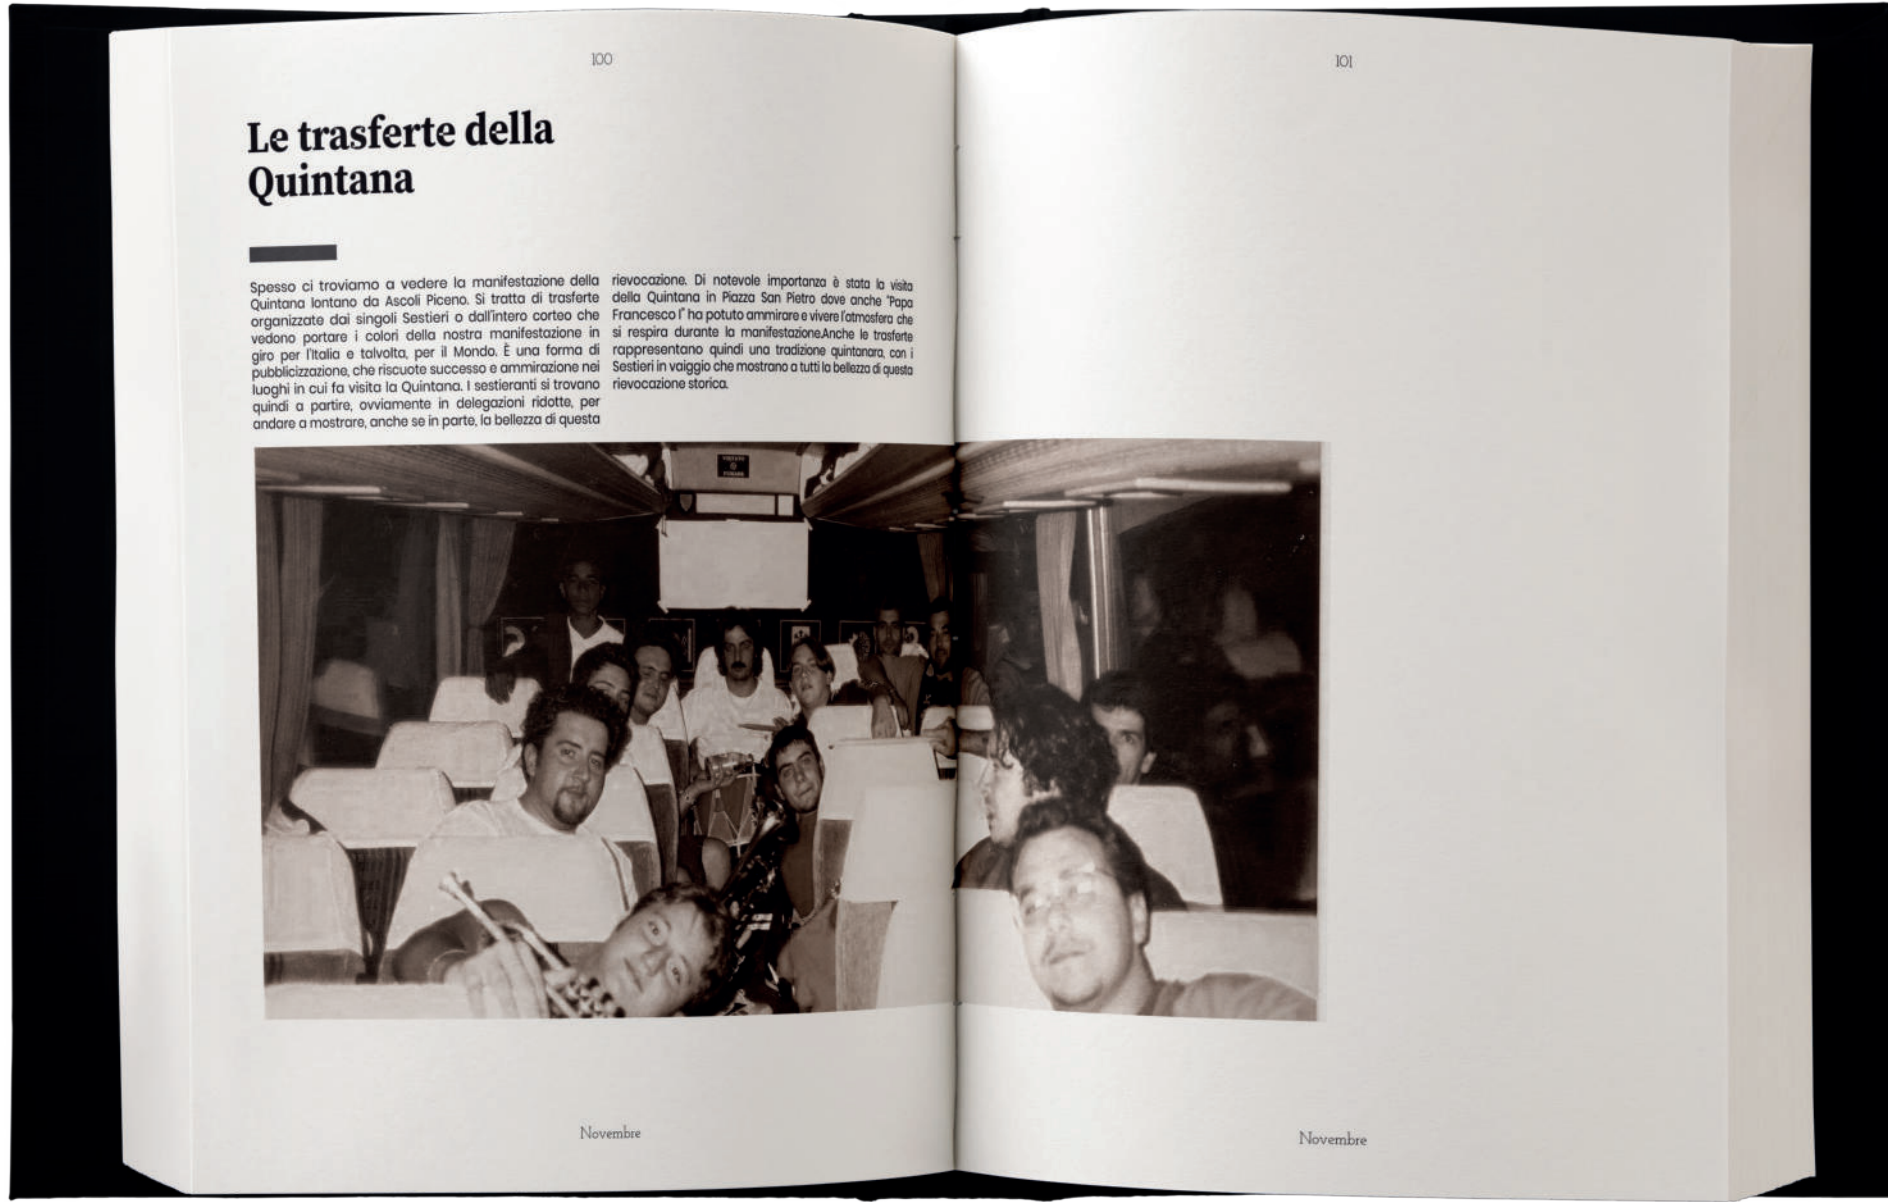 100
Le trasferte della
Quintana
Spesso ci troviamo a vedere la manifestazione della
Quintana lontano da Ascoli Piceno. Si tratta di trasferte
organizzate dai singoli Sestieri o dall'intero corteo che
vedono portare i colori della nostra manifestazione in
giro per l'Italia e talvolta, per il Mondo. È una forma di
pubblicizzazione, che riscuote successo e ammirazione nei
luoghi in cui fa visita la Quintana. I sestieranti si trovano
quindi a partire, ovviamente in delegazioni ridotte, per
andare a mostrare, anche se in parte, la bellezza di questa
rievocazione. Di notevole importanza è stata la visita
della Quintana in Piazza San Pietro dove anche "Papa
Francesco I" ha potuto ammirare e vivere l'atmosfera che
si respira durante la manifestazione.Anche le trasferte
rappresentano quindi una tradizione quintanara, con i
Sestieri in vaiggio che mostrano a tutti la bellezza di questa
rievocazione storica.
Novembre
101
Novembre